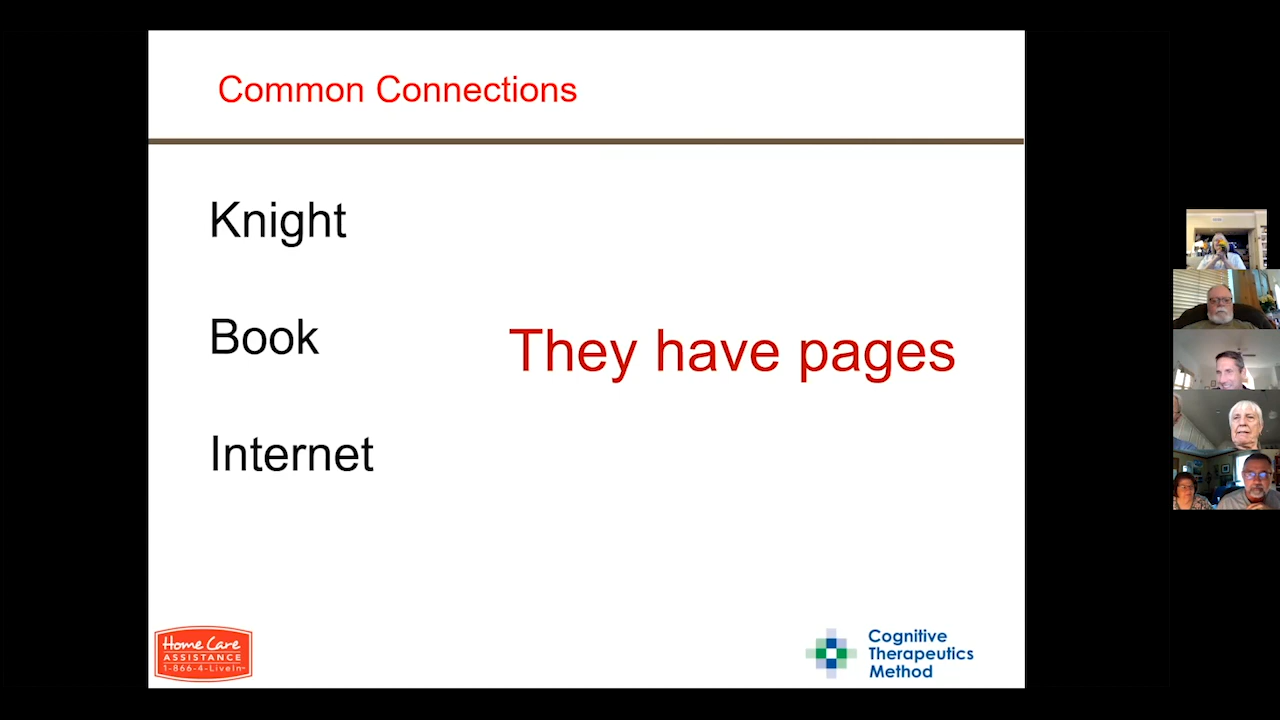 Common Connections
Knight
Book
They have pages
Internet
Home Care
ASSISTANCE
1-866-4-LiveIn
Cognitive
Therapeutics
Method